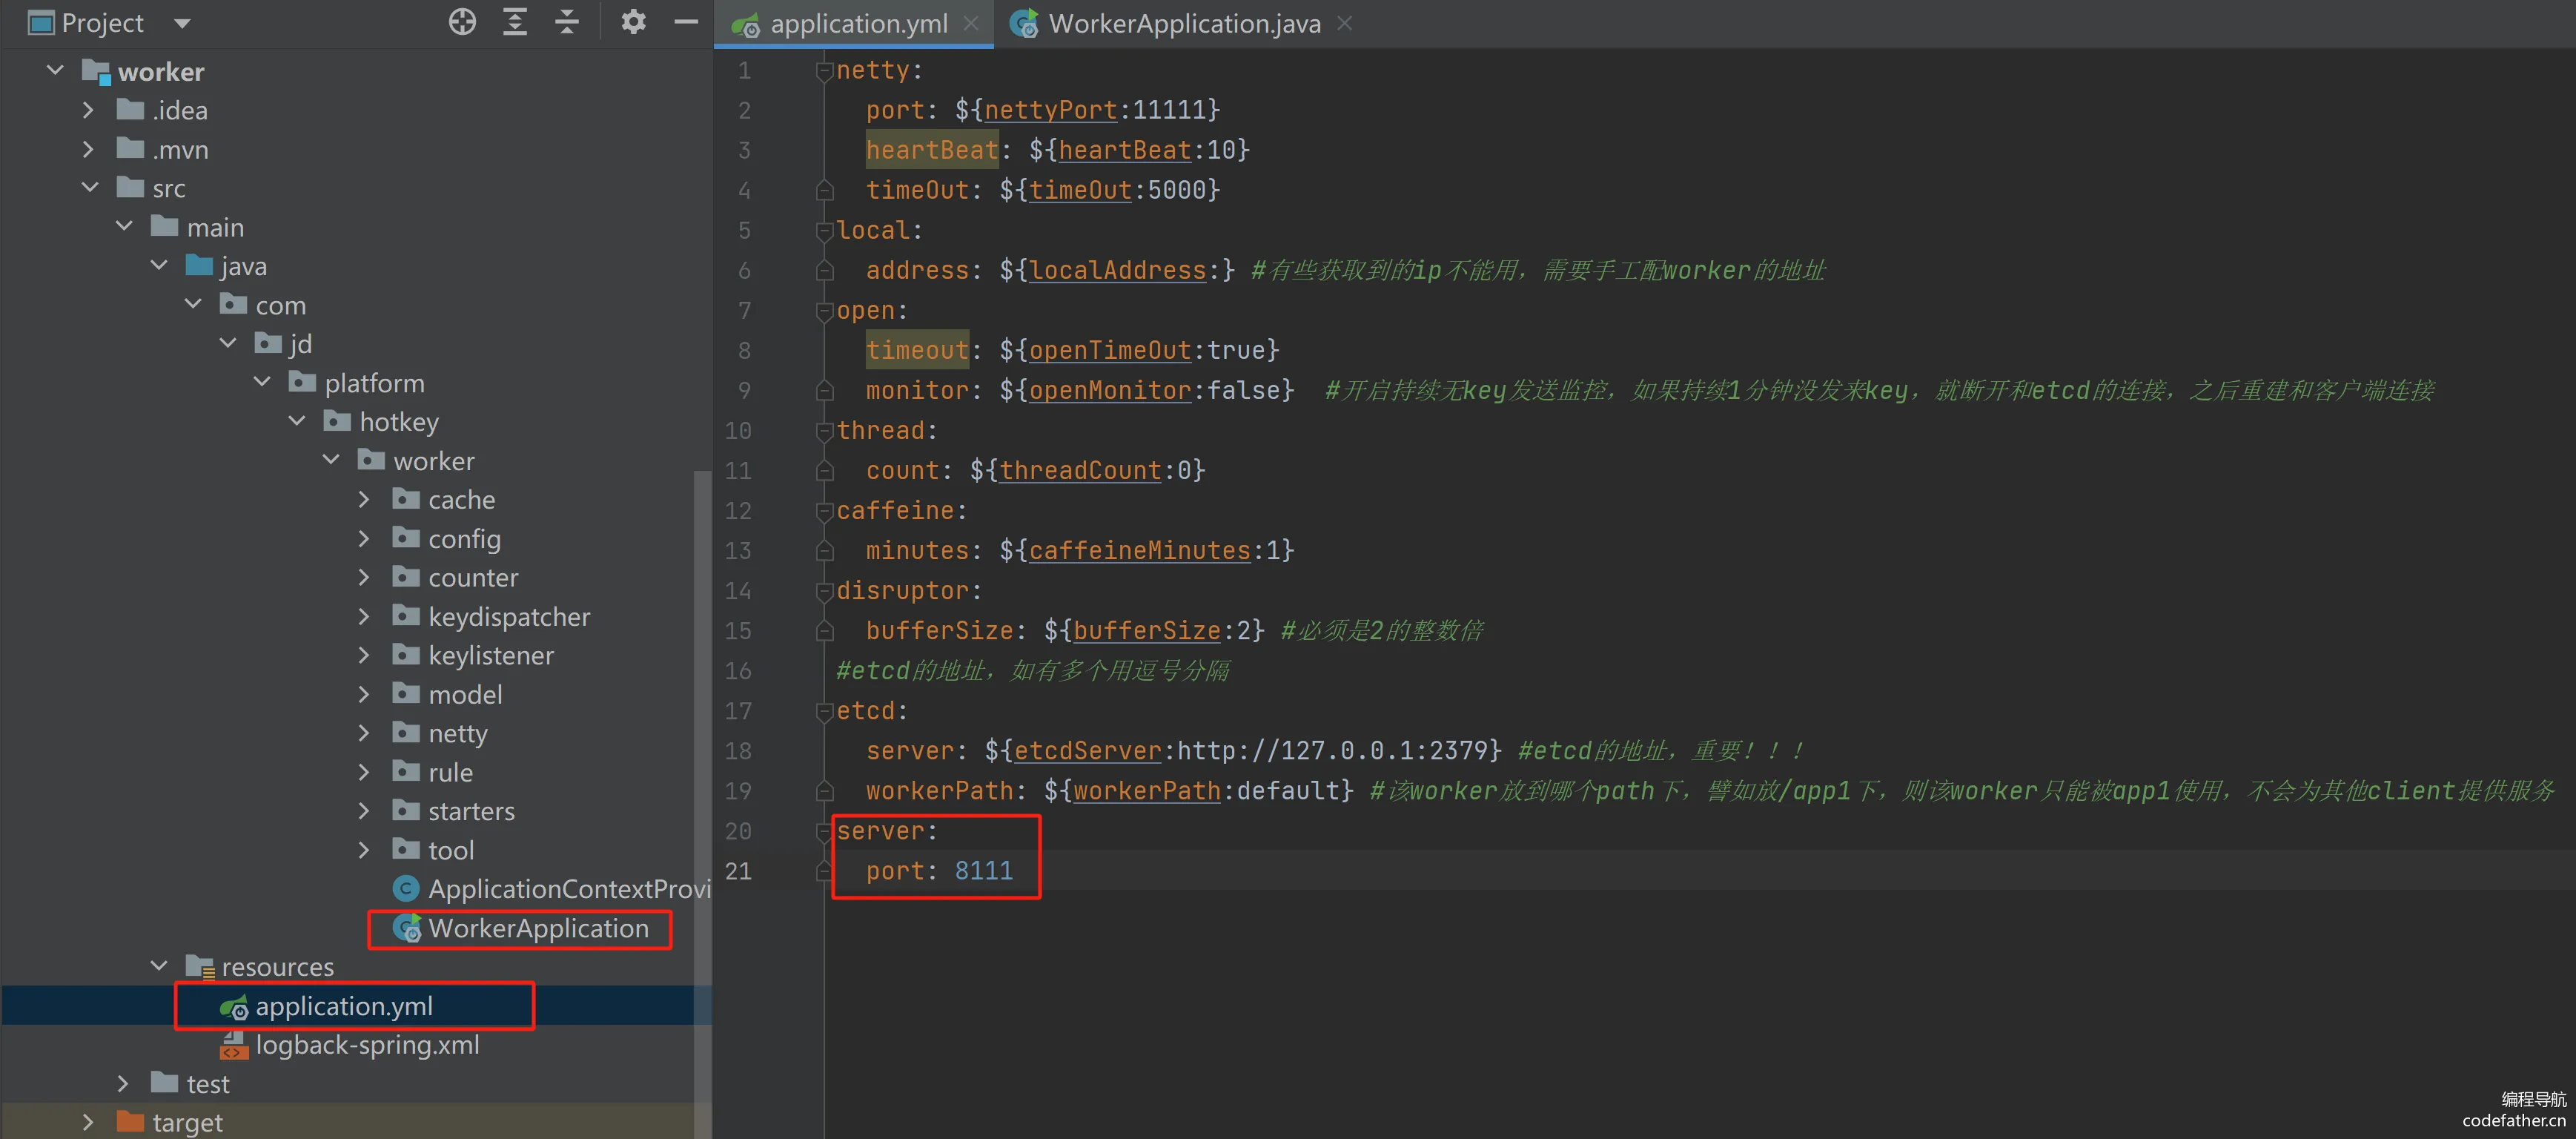 Project
worker
.idea
.mvn
src
main
java
com
jd
platform
hotkey
worker
cache
config
counter
keydispatcher
keylistener
model
netty
rule
starters
tool
ApplicationContextProvi
WorkerApplication
resources
application.yml
logback-spring.xml
test
target
application.yml
WorkerApplication.java
1 netty:
2 port: ${nettyPort:11111}
3 heartBeat: ${heartBeat:10}
4 timeOut: ${timeOut:5000}
5 local:
6 address: ${localAddress:} #有些获取到的ip不能用，需要手工配worker的地址
7 open:
8 timeout: ${openTimeOut:true}
9 monitor: ${openMonitor:false} #开启持续无key发送监控，如果持续1分钟没发来key，就断开和etcd的连接，之后重建和客户端连接
10 thread:
11 count: ${threadCount:0}
12 caffeine:
13 minutes: ${caffeineMinutes:1}
14 disruptor:
15 bufferSize: ${bufferSize:2} #必须是2的整数倍
16 #etcd的地址，如有多个用逗号分隔
17 etcd:
18 server: ${etcdServer:http://127.0.0.1:2379} #etcd的地址，重要！！！
19 workerPath: ${workerPath:default} #该worker放到哪个path下，譬如放/app1下，则该worker只能被app1使用，不会为其他client提供服务
20 server:
21 port: 8111
编程导航
codefather.cn